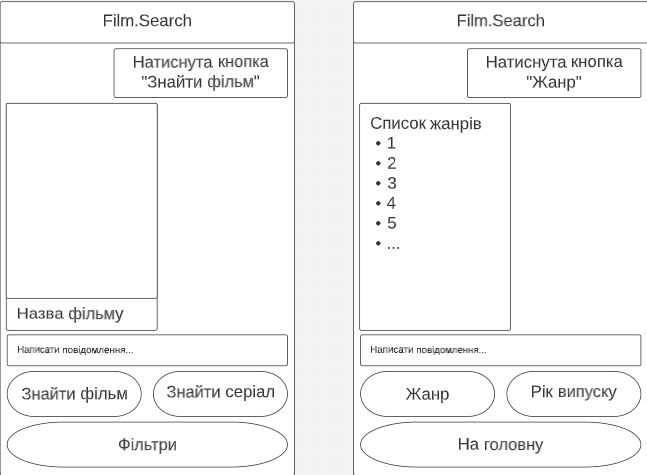 Film.Search
Натиснута кнопка
"Знайти фільм"
Назва фільму
Написати повідомлення...
Знайти фільм
Знайти серіал
Фільтри
Film.Search
Натиснута кнопка
"Жанр"
Список жанрів
• 1
• 2
• 3
• 4
• 5
• ...
Написати повідомлення...
Жанр
Рік випуску
На головну